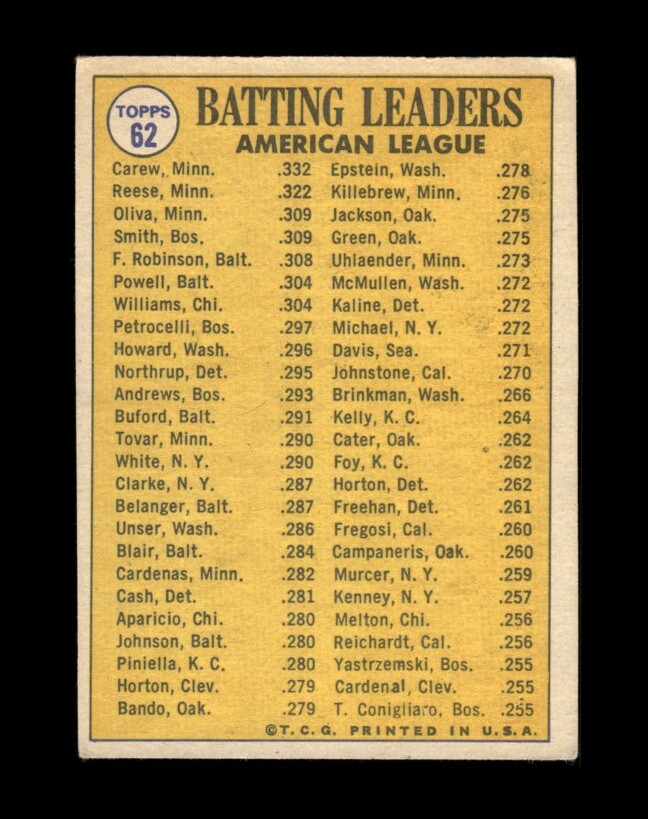 TOPPS
62
BATTING LEADERS
AMERICAN LEAGUE
Carew, Minn. .332
Reese, Minn. .322
Oliva, Minn. .309
Smith, Bos. .309
F. Robinson, Balt. .308
Powell, Balt. .304
Williams, Chi. .304
Petrocelli, Bos. .297
Howard, Wash. .296
Northrup, Det. .295
Andrews, Bos. .293
Buford, Balt. .291
Tovar, Minn. .290
White, N. Y. .290
Clarke, N. Y. .287
Belanger, Balt. .287
Unser, Wash. .286
Blair, Balt. .284
Cardenas, Minn. .282
Cash, Det. .281
Aparicio, Chi. .280
Johnson, Balt. .280
Piniella, K. C. .280
Horton, Clev. .279
Bando, Oak. .279
Epstein, Wash. .278
Killebrew, Minn. .276
Jackson, Oak. .275
Green, Oak. .275
Uhlaender, Minn. .273
McMullen, Wash. .272
Kaline, Det. .272
Michael, N. Y. .272
Davis, Sea. .271
Johnstone, Cal. .270
Brinkman, Wash. .266
Kelly, K. C. .264
Cater, Oak. .262
Foy, K. C. .262
Horton, Det. .262
Freehan, Det. .261
Fregosi, Cal. .260
Campaneris, Oak. .260
Murcer, N. Y. .259
Kenney, N. Y. .257
Melton, Chi. .256
Reichardt, Cal. .256
Yastrzemski, Bos. .255
Cardenal, Clev. .255
T. Conigliaro, Bos. .255
©T. C. G. PRINTED IN U.S.A.